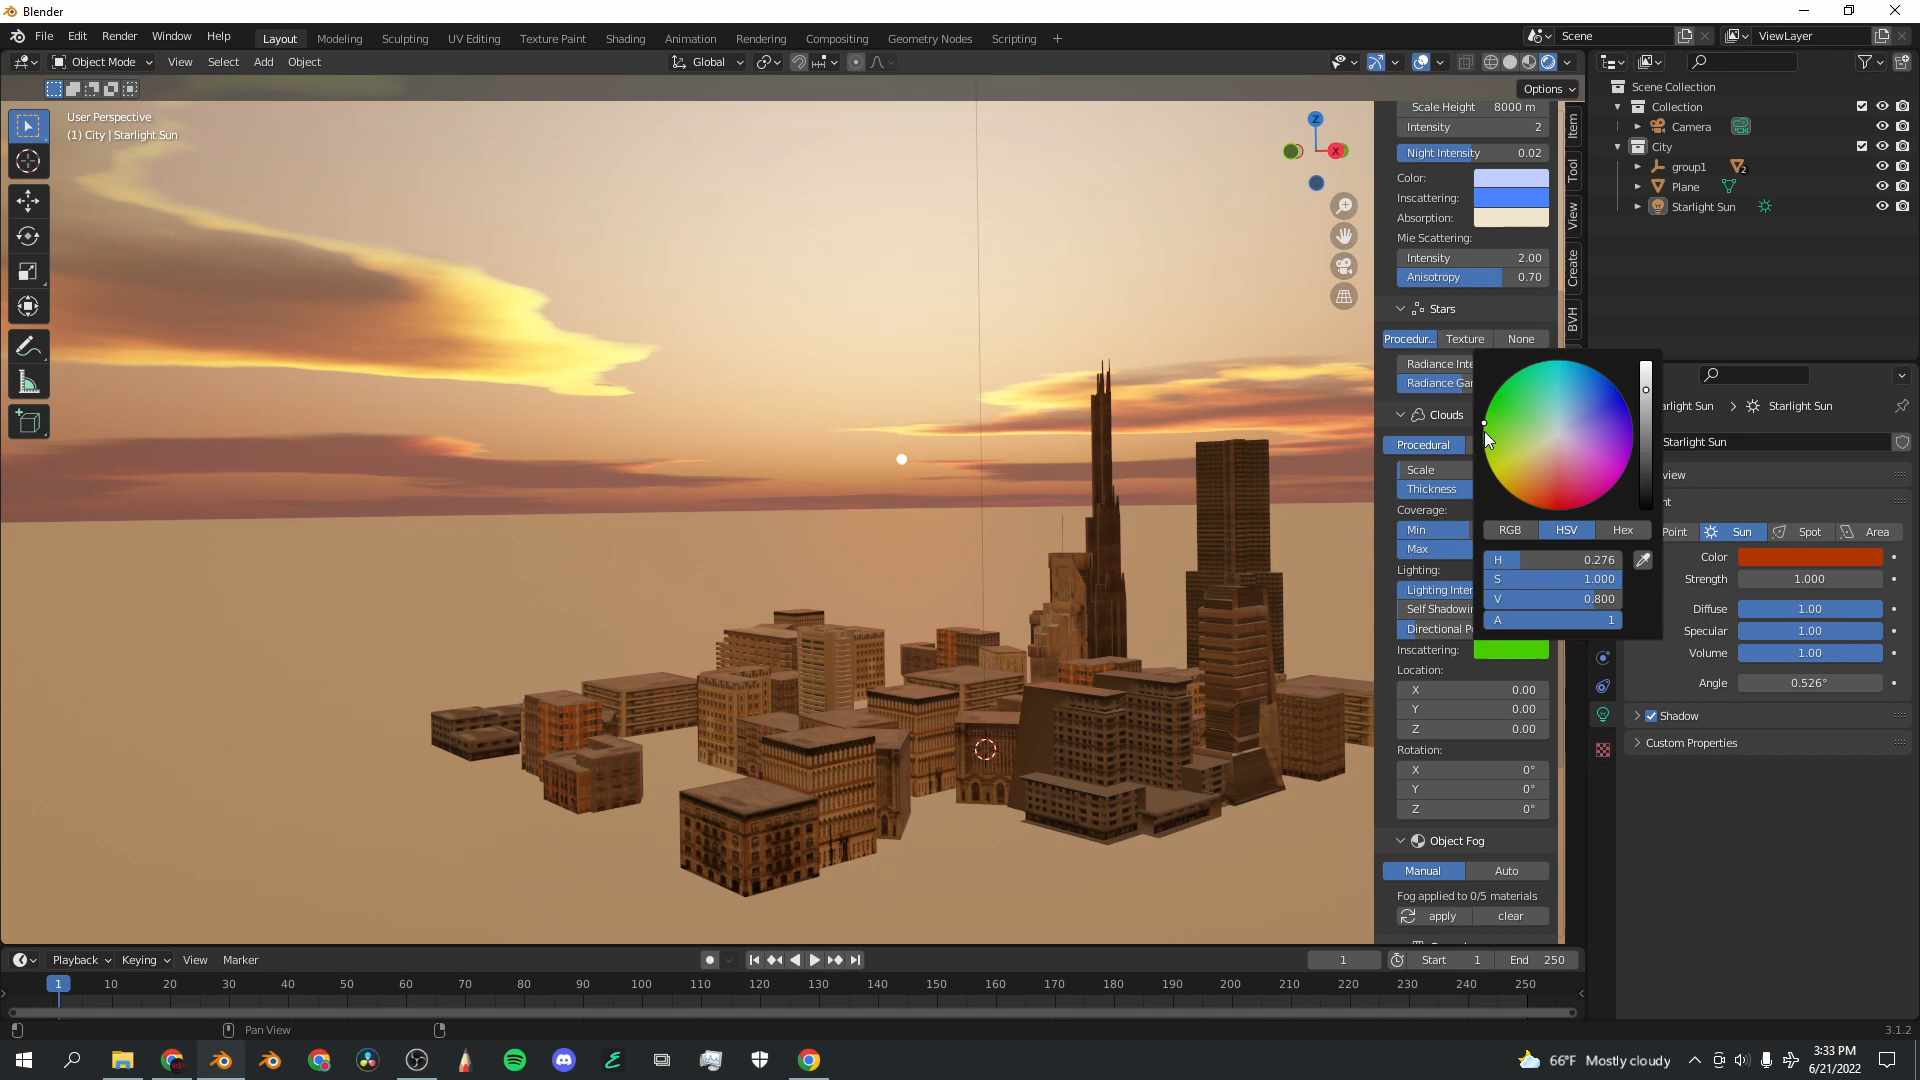 Blender
File Edit Render Window Help
Layout Modeling Sculpting UV Editing Texture Paint Shading Animation Rendering Compositing Geometry Nodes Scripting +
Scene
ViewLayer
Object Mode View Select Add Object
Global
Options
User Perspective
(1) City | Starlight Sun
Z
X
Scale Height 8000 m
Intensity 2
Night Intensity 0.02
Color:
Inscattering:
Absorption:
Mie Scattering:
Intensity 2.00
Anisotropy 0.70
Stars
Procedur... Texture None
Radiance Inte
Radiance Ga
Clouds
Procedural
Scale
Thickness
Coverage:
Min
Max
Lighting:
Lighting Inter
Self Shadowi
Directional P
Inscattering:
Location:
X 0.00
Y 0.00
Z 0.00
Rotation:
X 0°
Y 0°
Z 0°
Object Fog
Manual Auto
Fog applied to 0/5 materials
apply clear
Item
Tool
View
Create
BVH
RGB HSV Hex
H 0.276
S 1.000
V 0.800
A 1
Scene Collection
Collection
Camera
City
group1 2
Plane
Starlight Sun
arlight Sun > Starlight Sun
Starlight Sun
view
nt
Point Sun Spot Area
Color
Strength 1.000
Diffuse 1.00
Specular 1.00
Volume 1.00
Angle 0.526°
Shadow
Custom Properties
Playback Keying View Marker
1 Start 1 End 250
1 10 20 30 40 50 60 70 80 90 100 110 120 130 140 150 160 170 180 190 200 210 220 230 240 250
Pan View
3.1.2
66°F Mostly cloudy
3:33 PM
6/21/2022